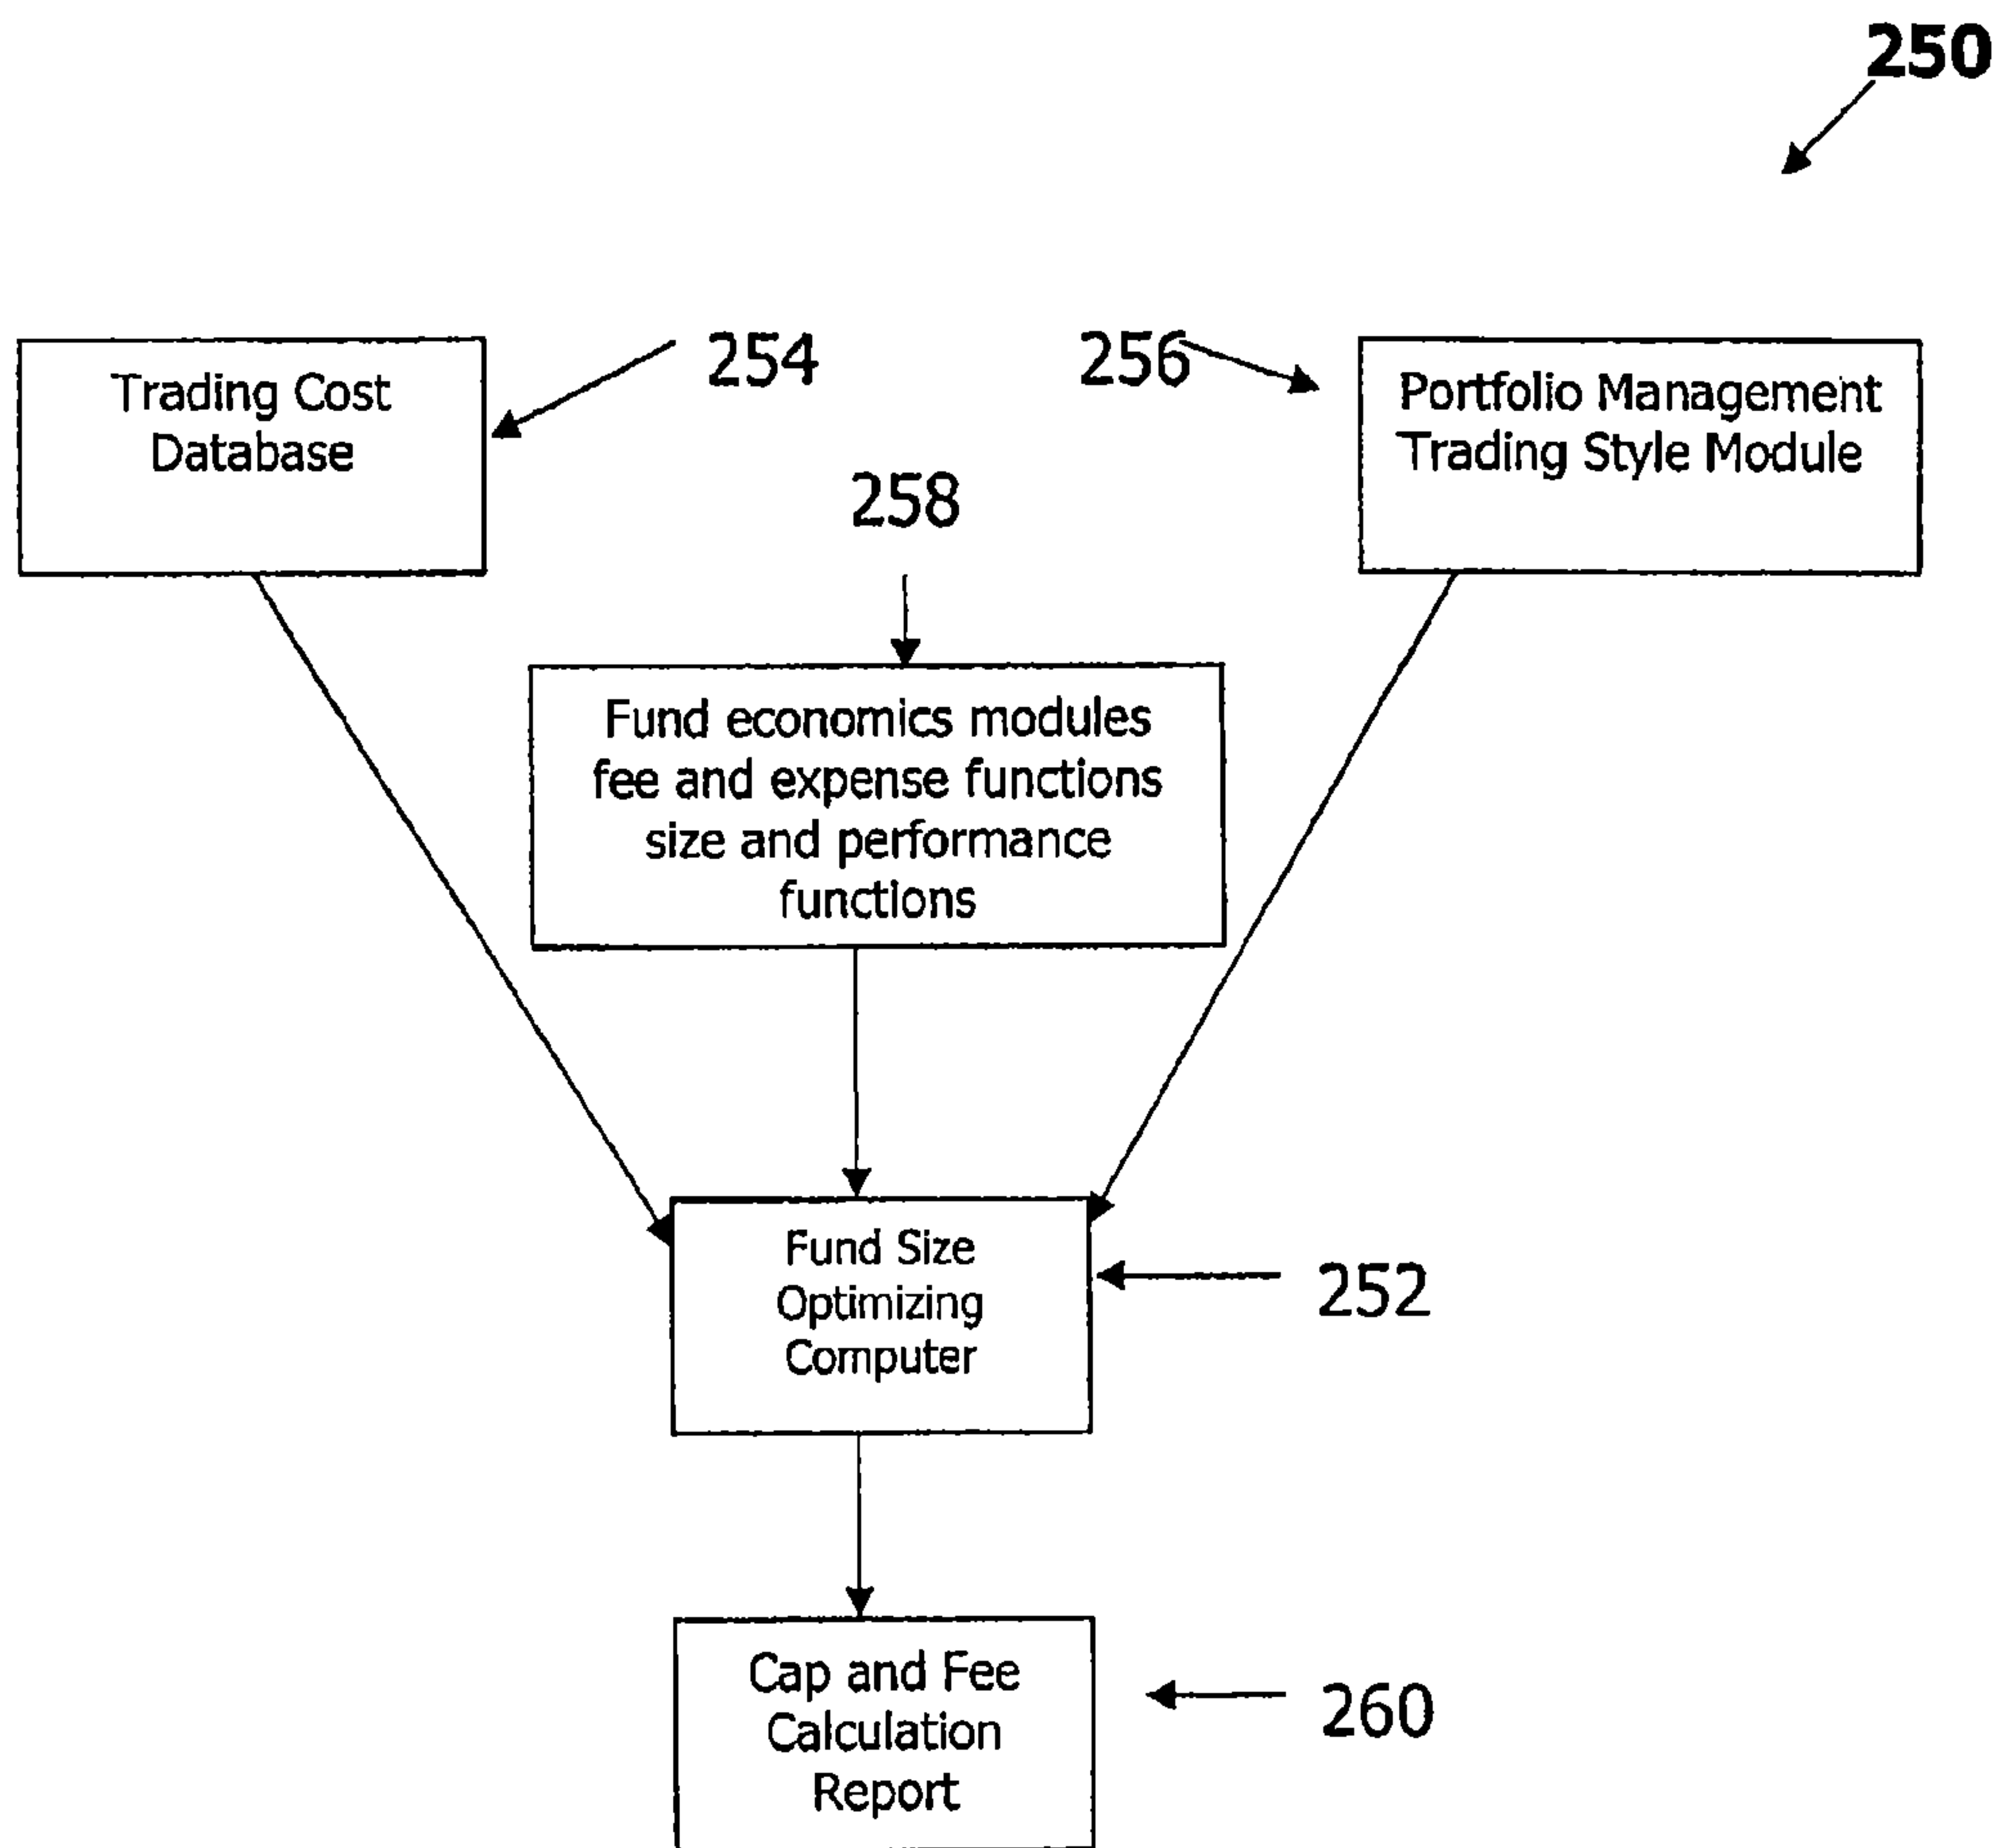 250
Trading Cost
Database
254
256
Portfolio Management
Trading Style Module
258
Fund economics modules
fee and expense functions
size and performance
functions
Fund Size
Optimizing
Computer
252
Cap and Fee
Calculation
Report
260